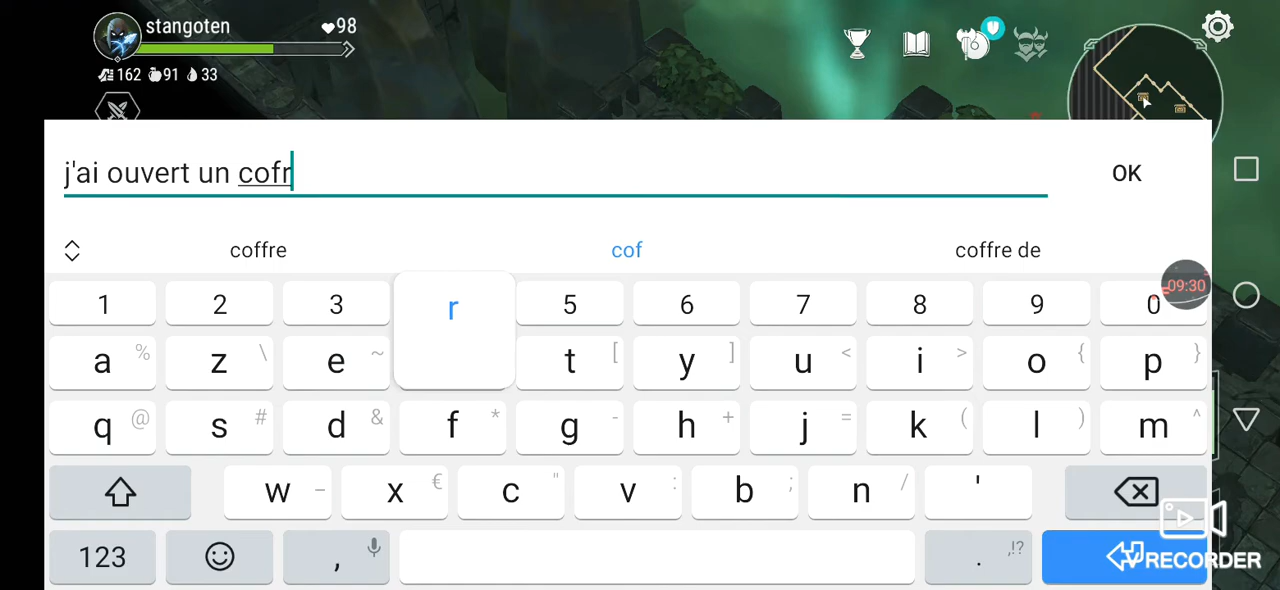 stangoten
98
162 91 33
6
j'ai ouvert un cofr
OK
coffre cof coffre de
09:30
1 2 3 r 5 6 7 8 9 0
a % z \ e ~ t [ y ] u < i > o { p }
q @ s # d & f * g - h + j = k ( l ) m ^
w _ x € c " v : b ; n / '
123 , . ,!?
V RECORDER